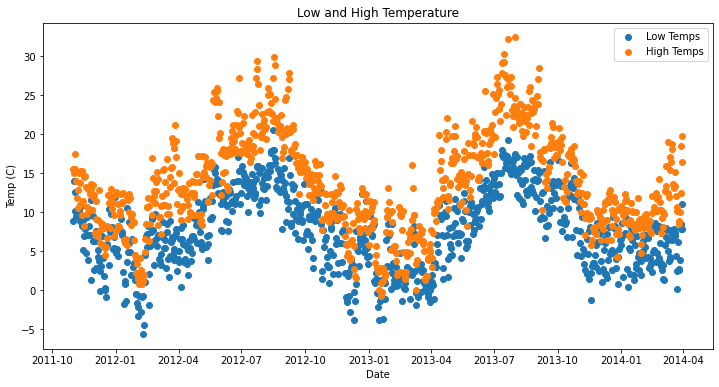 Low and High Temperature
Low Temps
High Temps
Temp (C)
30
25
20
15
10
5
0
−5
2011-10 2012-01 2012-04 2012-07 2012-10 2013-01 2013-04 2013-07 2013-10 2014-01 2014-04
Date